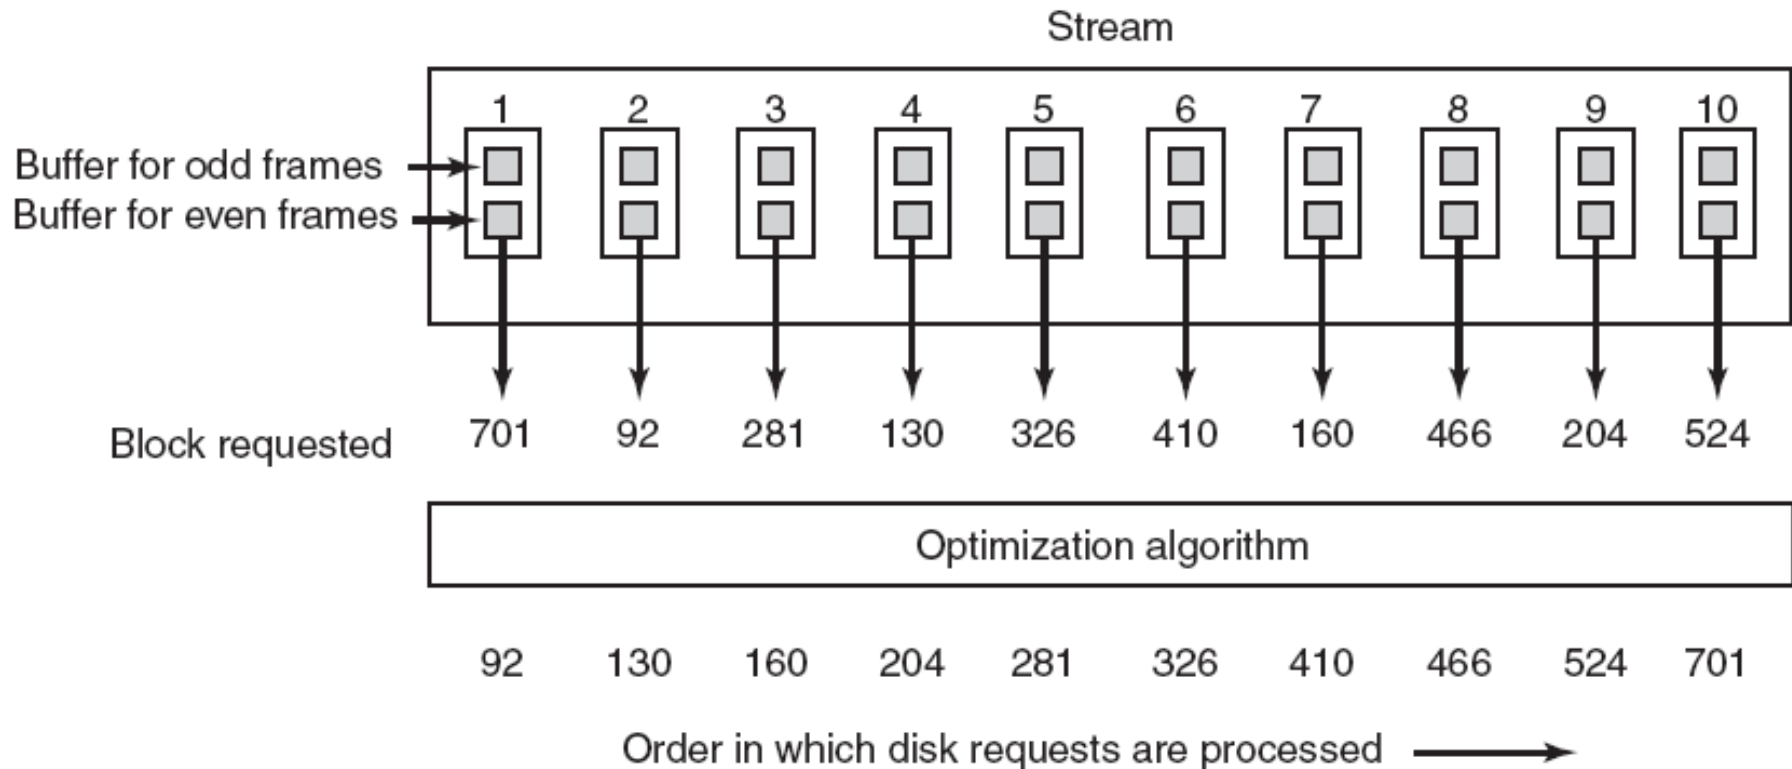 Stream
1 2 3 4 5 6 7 8 9 10
Buffer for odd frames
Buffer for even frames
Block requested 701 92 281 130 326 410 160 466 204 524
Optimization algorithm
92 130 160 204 281 326 410 466 524 701
Order in which disk requests are processed